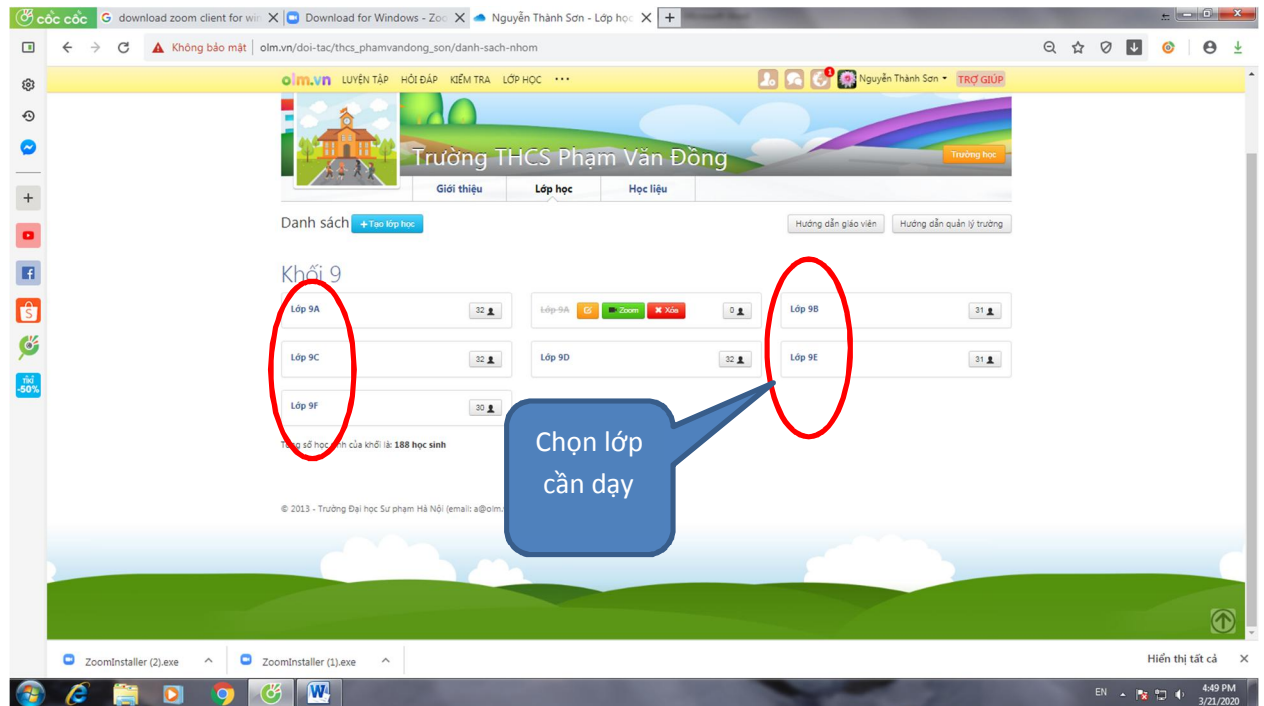 cốc cốc
download zoom client for win
Download for Windows - Zoo
Nguyễn Thành Sơn - Lớp học
Không bảo mật
olm.vn/doi-tac/thcs_phamvandong_son/danh-sach-nhom
olm.vn LUYỆN TẬP HỎI ĐÁP KIỂM TRA LỚP HỌC ...
1
Nguyễn Thành Sơn
TRỢ GIÚP
Trường THCS Phạm Văn Đồng
Trường học
Giới thiệu Lớp học Học liệu
Danh sách +Tạo lớp học
Hướng dẫn giáo viên Hướng dẫn quản lý trường
Khối 9
Lớp 9A 32
Lớp 9A Zoom Xóa 0
Lớp 9B 31
Lớp 9C 32
Lớp 9D 32
Lớp 9E 31
Lớp 9F 30
số học của khối là: 188 học sinh
Chọn lớp
cần dạy
© 2013 - Trường Đại học Sư phạm Hà Nội (email: a@olm.
TIKI
-50%
ZoomInstaller (2).exe
ZoomInstaller (1).exe
Hiển thị tất cả
EN
4:49 PM
3/21/2020